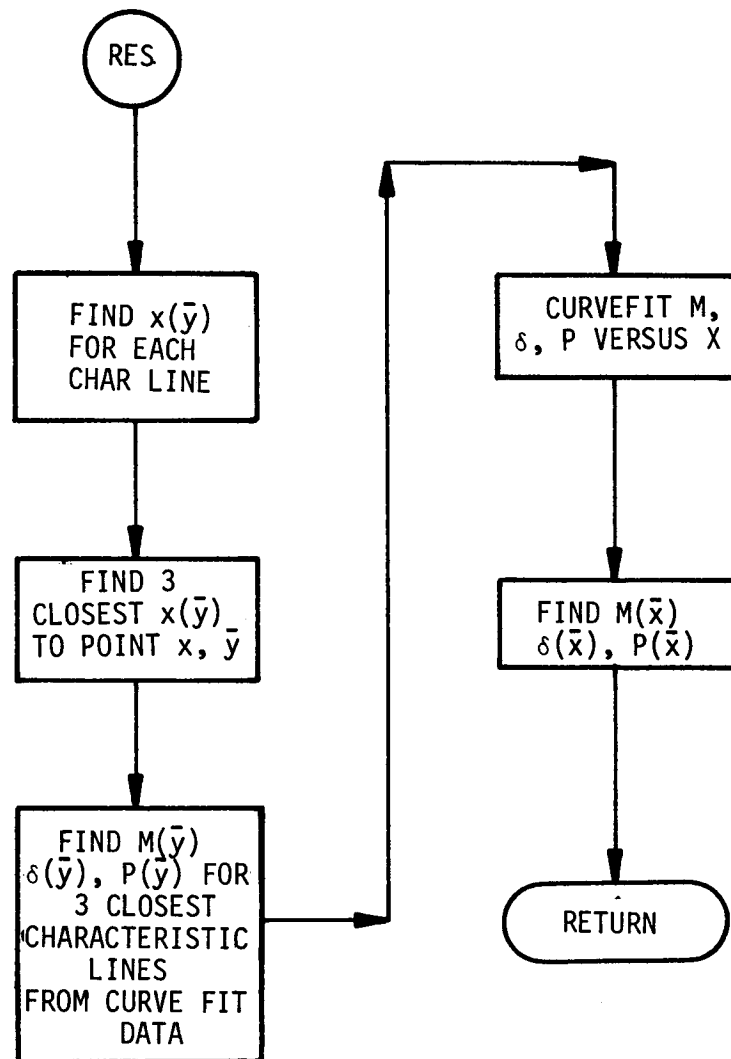 RES
FIND x(ȳ)
FOR EACH
CHAR LINE
FIND 3
CLOSEST x(ȳ)
TO POINT x̄, ȳ
FIND M(ȳ)
δ(ȳ), P(ȳ) FOR
3 CLOSEST
CHARACTERISTIC
LINES
FROM CURVE FIT
DATA
CURVEFIT M,
δ, P VERSUS X
FIND M(x̄)
δ(x̄), P(x̄)
RETURN